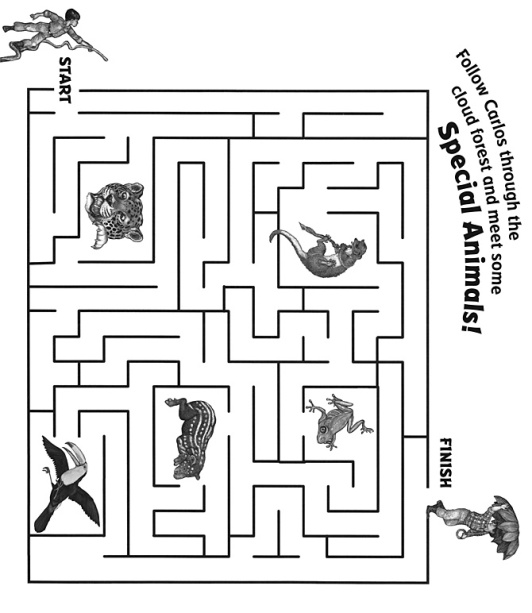 Follow Carlos through the
cloud forest and meet some
Special Animals!
START
FINISH